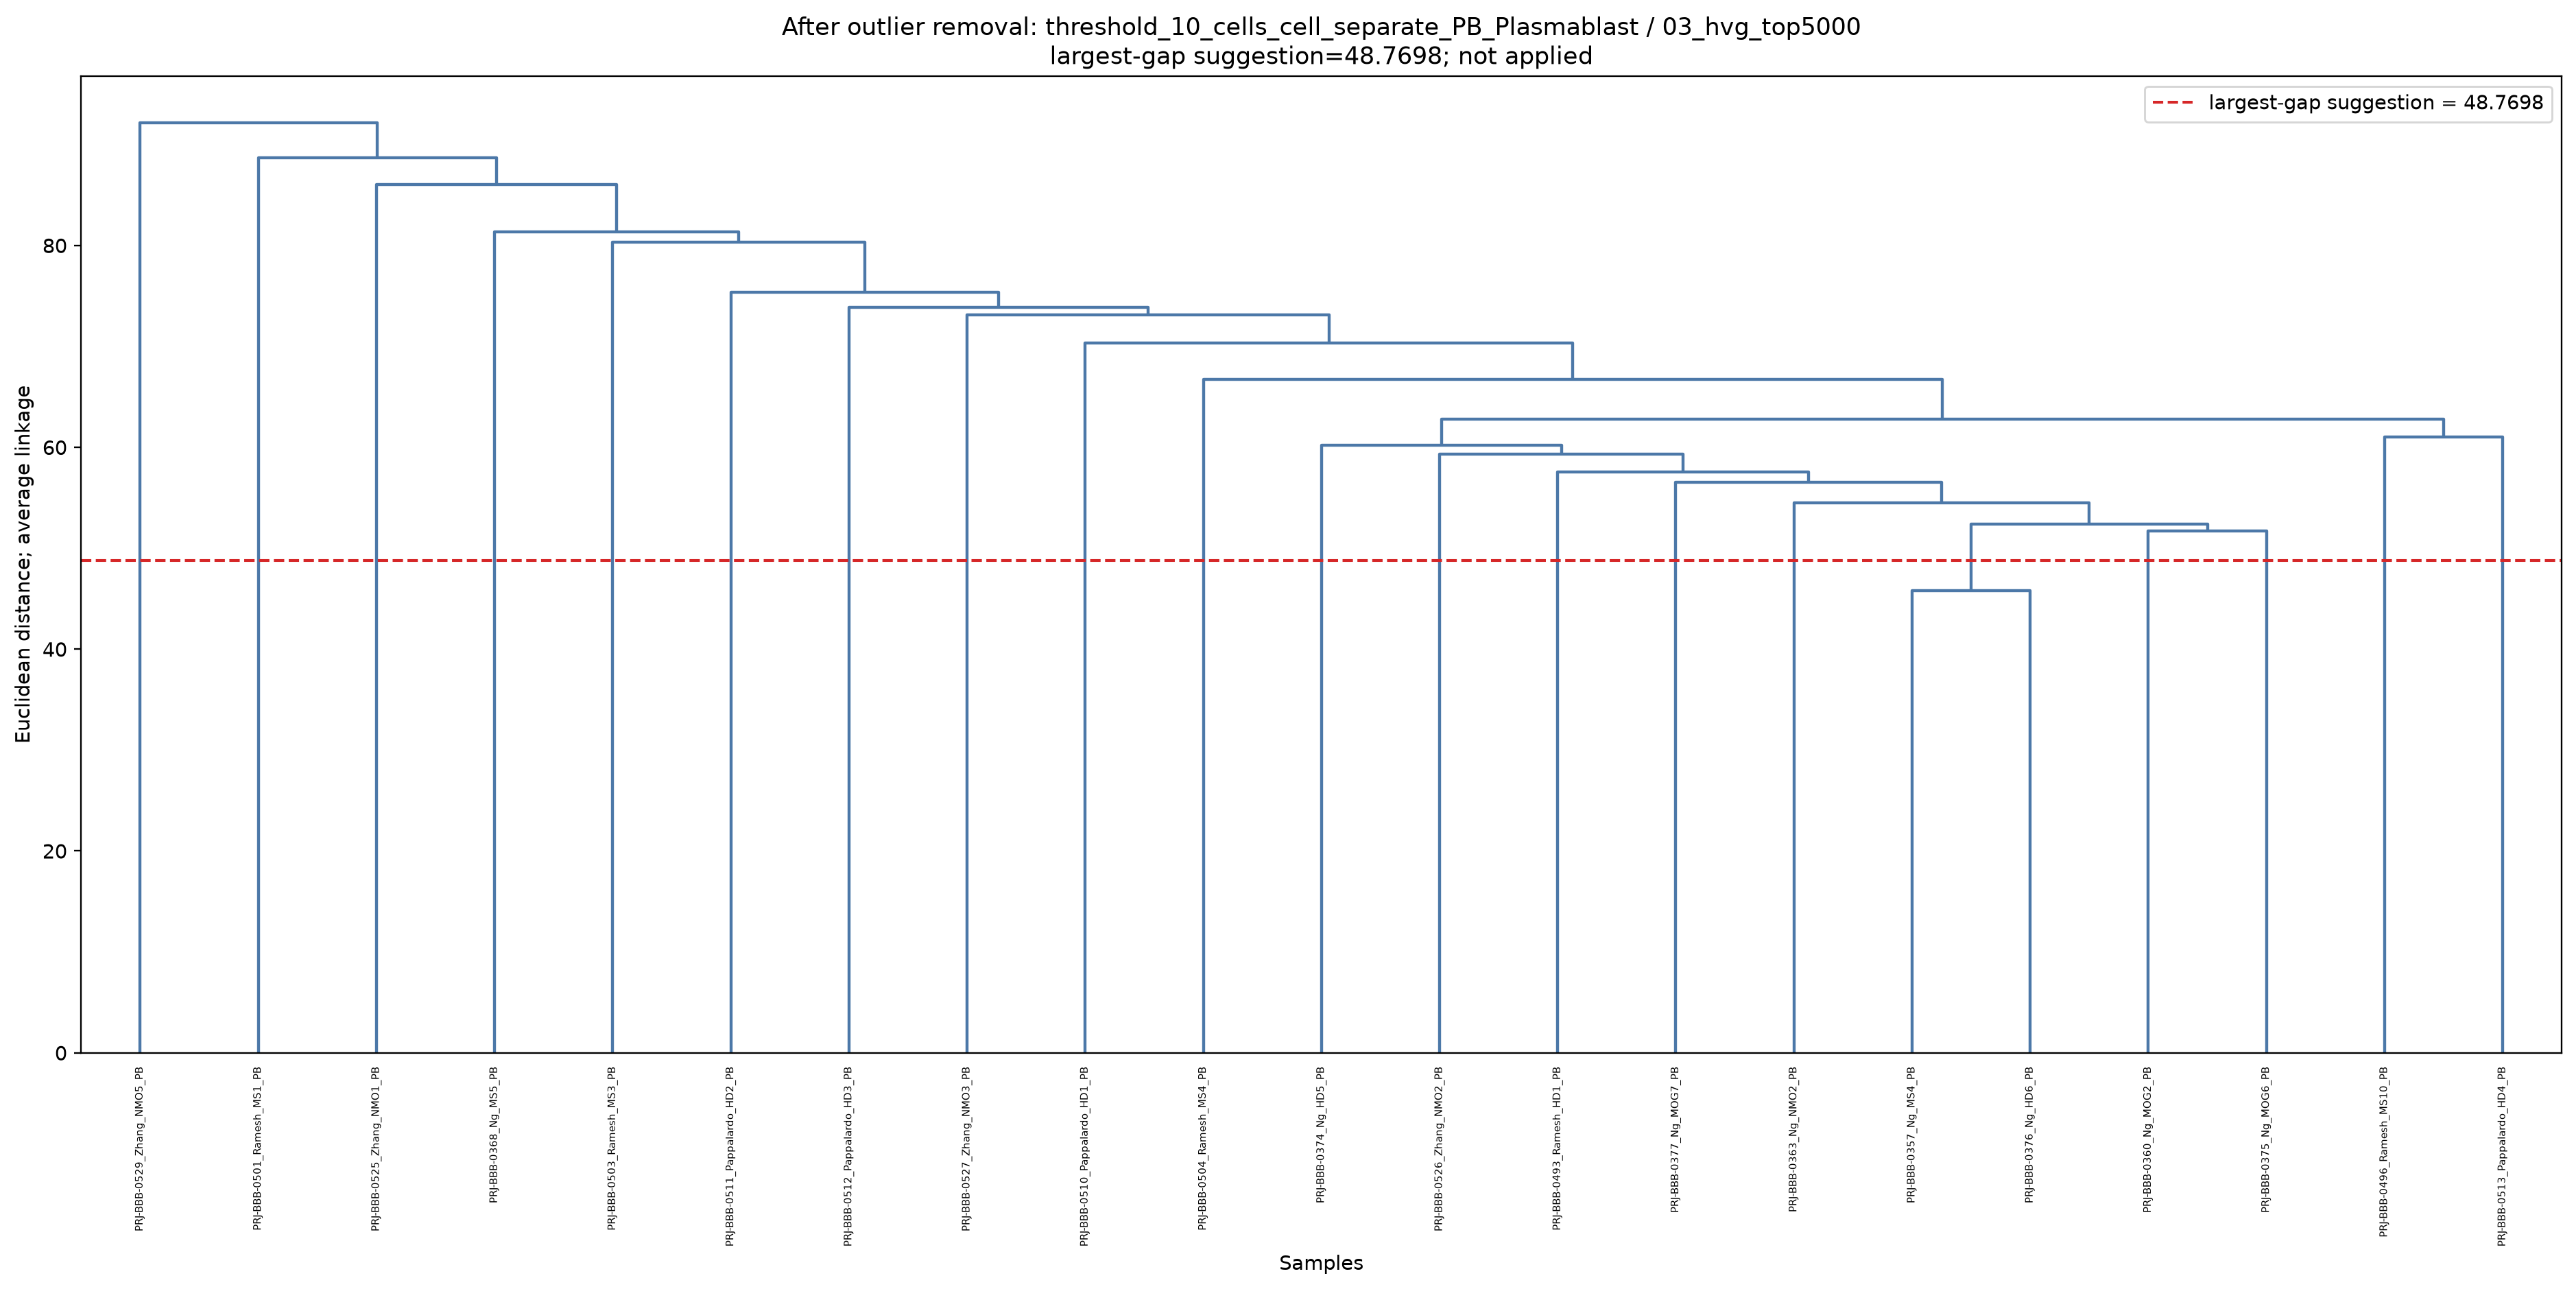 After outlier removal: threshold_10_cells_cell_separate_PB_Plasmablast / 03_hvg_top5000
largest-gap suggestion=48.7698; not applied
largest-gap suggestion = 48.7698
Euclidean distance; average linkage
80
60
40
20
0
PRJ-BBB-0529_Zhang_NMO5_PB
PRJ-BBB-0501_Ramesh_MS1_PB
PRJ-BBB-0525_Zhang_NMO1_PB
PRJ-BBB-0368_Ng_MS5_PB
PRJ-BBB-0503_Ramesh_MS3_PB
PRJ-BBB-0511_Pappalardo_HD2_PB
PRJ-BBB-0512_Pappalardo_HD3_PB
PRJ-BBB-0527_Zhang_NMO3_PB
PRJ-BBB-0510_Pappalardo_HD1_PB
PRJ-BBB-0504_Ramesh_MS4_PB
PRJ-BBB-0374_Ng_HD5_PB
PRJ-BBB-0526_Zhang_NMO2_PB
PRJ-BBB-0493_Ramesh_HD1_PB
PRJ-BBB-0377_Ng_MOG7_PB
PRJ-BBB-0363_Ng_NMO2_PB
PRJ-BBB-0357_Ng_MS4_PB
PRJ-BBB-0376_Ng_HD6_PB
PRJ-BBB-0360_Ng_MOG2_PB
PRJ-BBB-0375_Ng_MOG6_PB
PRJ-BBB-0496_Ramesh_MS10_PB
PRJ-BBB-0513_Pappalardo_HD4_PB
Samples